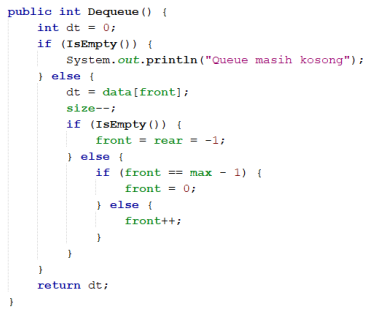 public int Dequeue() {
    int dt = 0;
    if (IsEmpty()) {
        System.out.println("Queue masih kosong");
    } else {
        dt = data[front];
        size--;
        if (IsEmpty()) {
            front = rear = -1;
        } else {
            if (front == max - 1) {
                front = 0;
            } else {
                front++;
            }
        }
    }
    return dt;
}